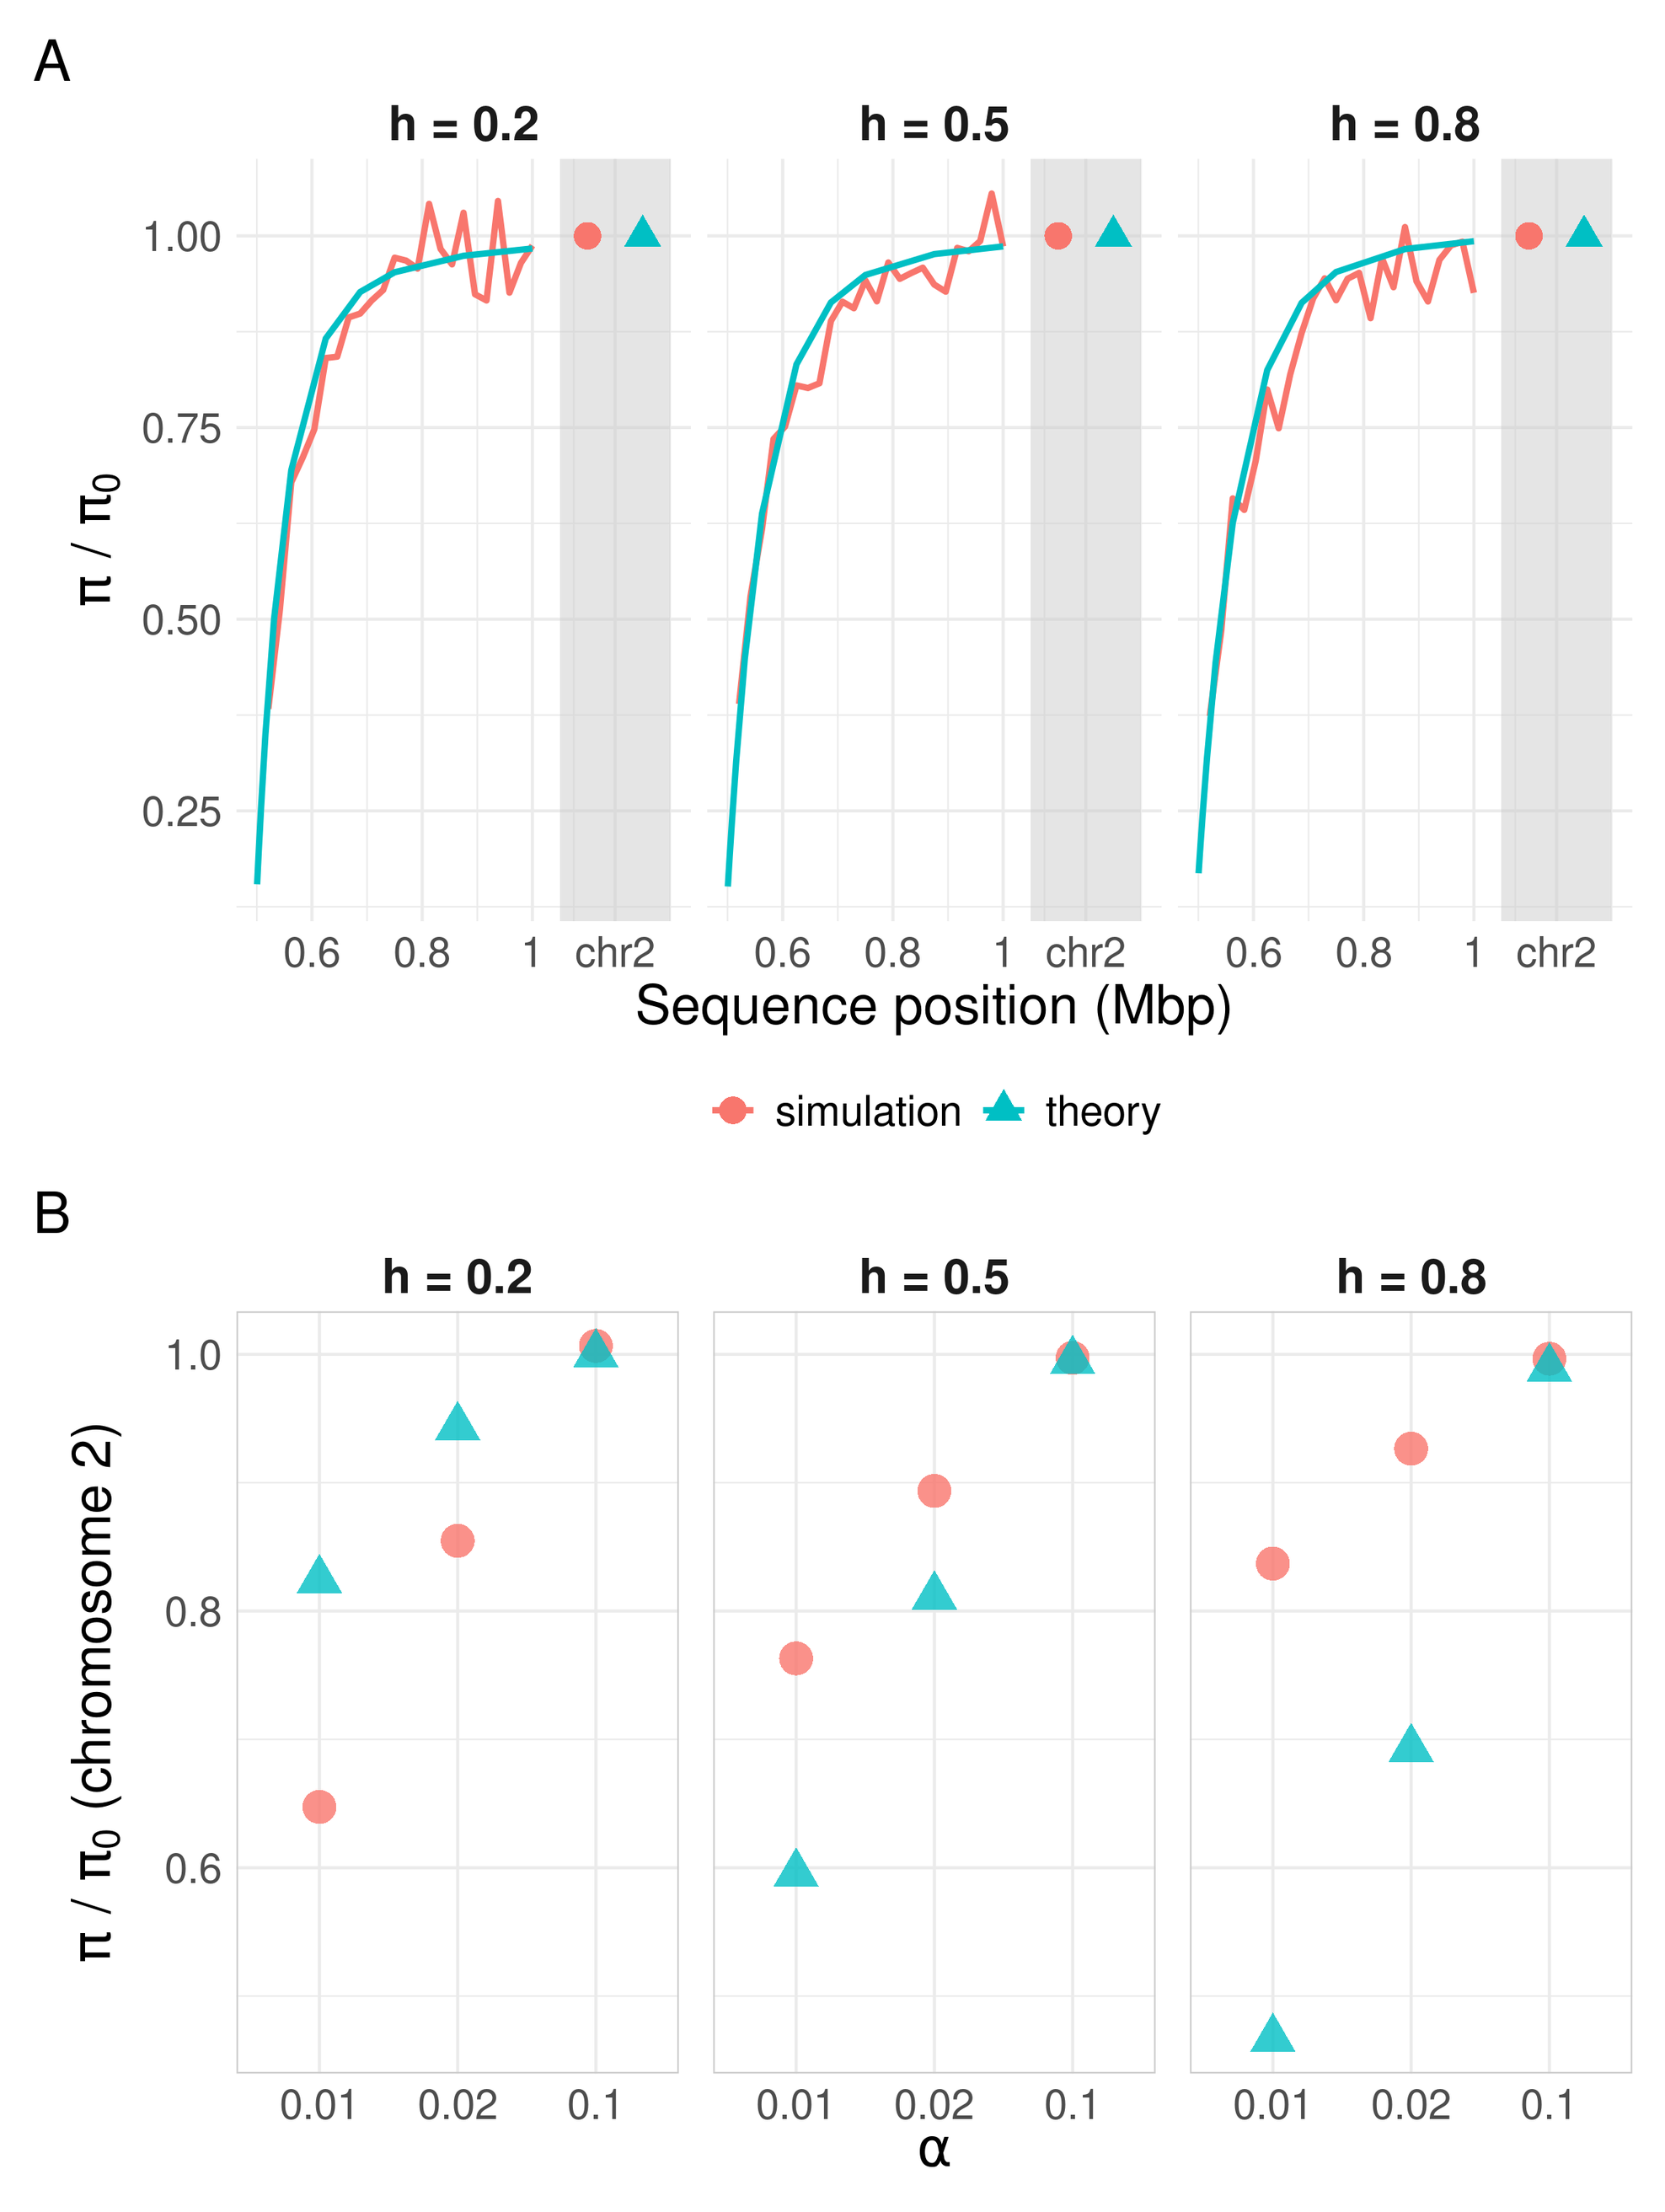 A
h = 0.2 h = 0.5 h = 0.8
1.00
0.75
0.50
0.25
π / π0
0.6 0.8 1 chr2 0.6 0.8 1 chr2 0.6 0.8 1 chr2
Sequence position (Mbp)
simulation theory
B
h = 0.2 h = 0.5 h = 0.8
1.0
0.8
0.6
π / π0 (chromosome 2)
0.01 0.02 0.1 0.01 0.02 0.1 0.01 0.02 0.1
α